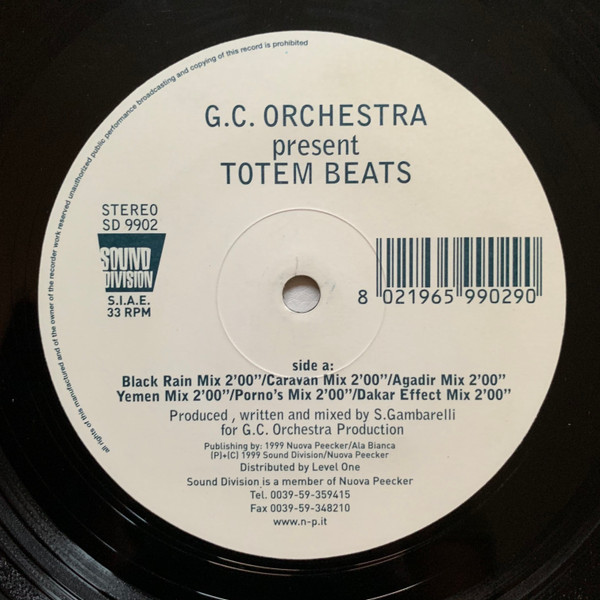 all rights of this manufactured and of the owner of the recorder work reserved unauthorized public performance broadcasting and copying of this record is prohibited
G.C. ORCHESTRA
present
TOTEM BEATS
STEREO
SD 9902
SOUND
DIVISION
S.I.A.E.
33 RPM
8 021965 990290
side a:
Black Rain Mix 2'00"/Caravan Mix 2'00"/Agadir Mix 2'00"
Yemen Mix 2'00"/Porno's Mix 2'00"/Dakar Effect Mix 2'00"
Produced , written and mixed by S.Gambarelli
for G.C. Orchestra Production
Publishing by: 1999 Nuova Peecker/Ala Bianca
(P)+(C) 1999 Sound Division/Nuova Peecker
Distributed by Level One
Sound Division is a member of Nuova Peecker
Tel. 0039-59-359415
Fax 0039-59-348210
www.n-p.it